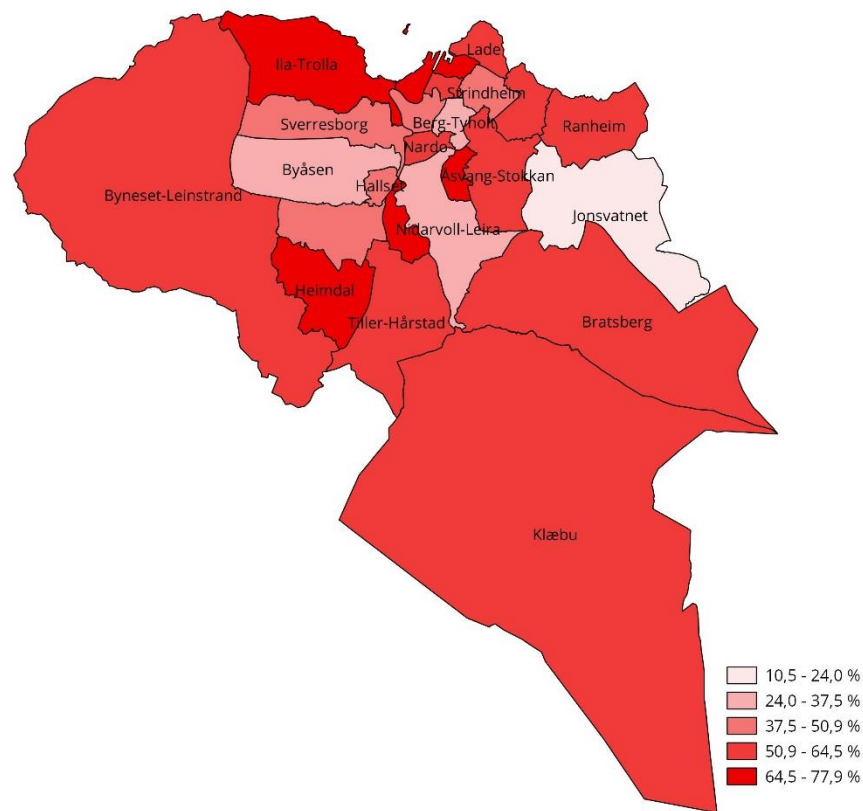 Lade
Ila-Trolla
Strindheim
Sverresborg
Berg-Tyholt
Ranheim
Nardo
Byåsen
Åsvang-Stokkan
Hallset
Byneset-Leinstrand
Jonsvatnet
Nidarvoll-Leira
Heimdal
Tiller-Hårstad
Bratsberg
Klæbu
10,5 - 24,0 %
24,0 - 37,5 %
37,5 - 50,9 %
50,9 - 64,5 %
64,5 - 77,9 %